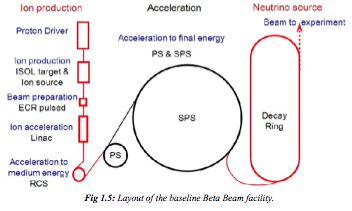 Ion production
Acceleration
Neutrino source
Proton Driver
Ion production
ISOL target &
Ion source
Beam preparation
ECR pulsed
Ion acceleration
Linac
Acceleration to
medium energy
RCS
Acceleration to final energy
PS & SPS
PS
SPS
Beam to experiment
Decay
Ring
Fig 1.5: Layout of the baseline Beta Beam facility.